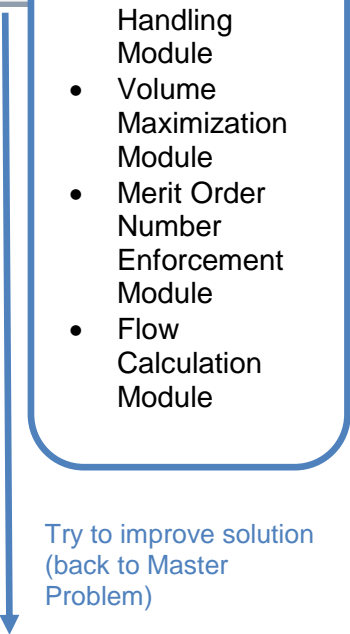 Handling
Module
• Volume
Maximization
Module
• Merit Order
Number
Enforcement
Module
• Flow
Calculation
Module
Try to improve solution
(back to Master
Problem)